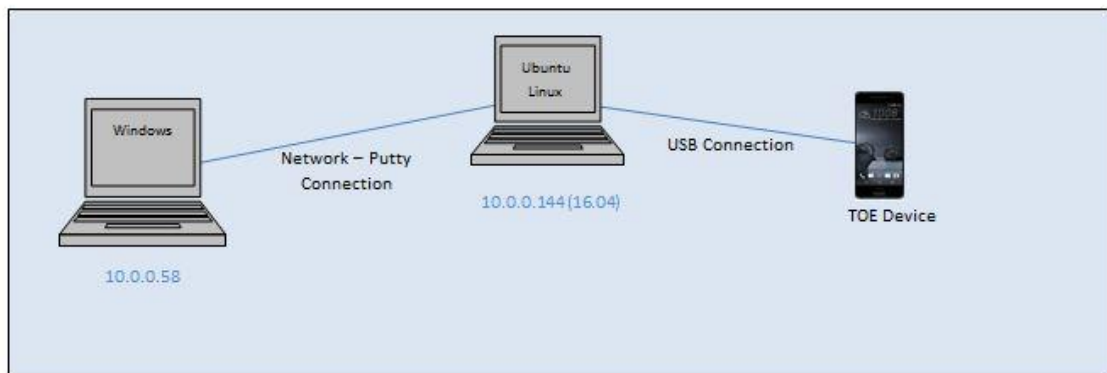 Windows
10.0.0.58
Network – Putty
Connection
Ubuntu
Linux
10.0.0.144 (16.04)
USB Connection
TOE Device